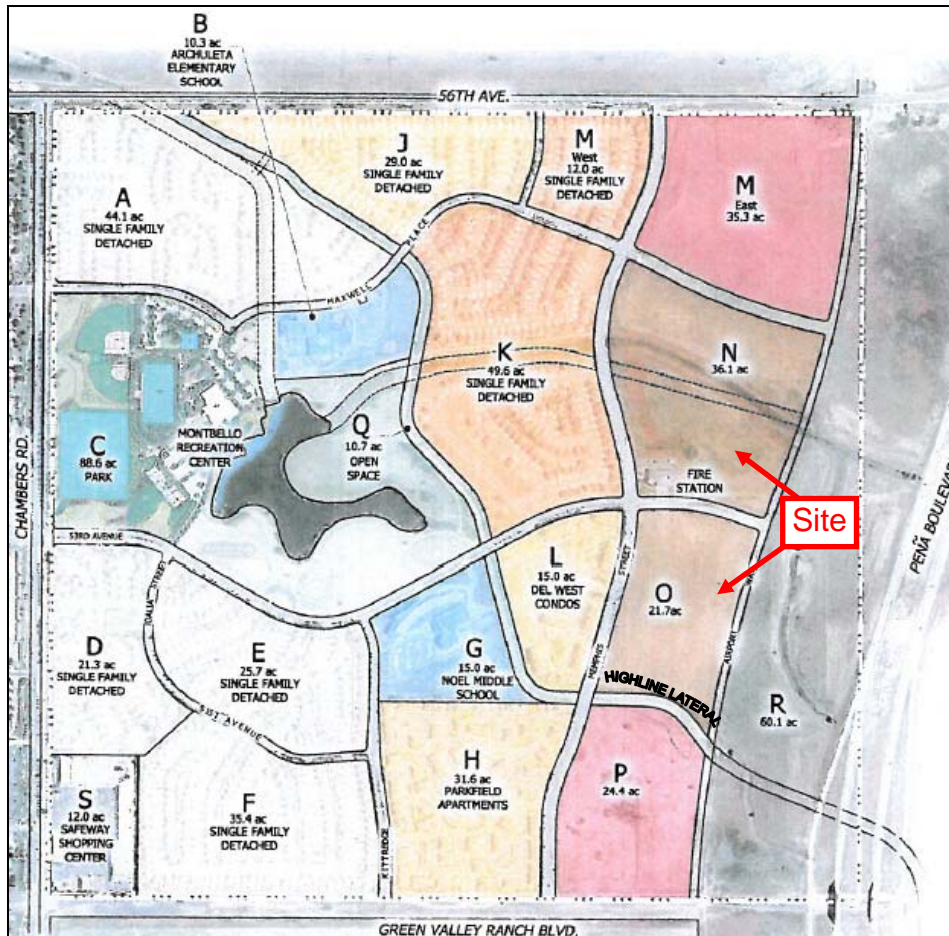 B
10.3 ac
ARCHULETA
ELEMENTARY
SCHOOL
56TH AVE.
J
29.0 ac
SINGLE FAMILY
DETACHED
M
West
12.0 ac
SINGLE FAMILY
DETACHED
M
East
35.3 ac
A
44.1 ac
SINGLE FAMILY
DETACHED
MAXWELL
PLACE
K
49.6 ac
SINGLE FAMILY
DETACHED
N
36.1 ac
FIRE
STATION
Site
C
88.6 ac
PARK
MONTBELLO
RECREATION
CENTER
Q
10.7 ac
OPEN
SPACE
CHAMBERS RD.
PEÑA BOULEVARD
53RD AVENUE
L
15.0 ac
DEL WEST
CONDOS
MEMPHIS
STREET
O
21.7ac
AIRPORT
WAY
HIGHLINE LATERAL
D
21.3 ac
SINGLE FAMILY
DETACHED
E
25.7 ac
SINGLE FAMILY
DETACHED
51ST AVENUE
G
15.0 ac
NOEL MIDDLE
SCHOOL
R
60.1 ac
S
12.0 ac
SAFEWAY
SHOPPING
CENTER
F
35.4 ac
SINGLE FAMILY
DETACHED
KITTREDGE
H
31.6 ac
PARKFIELD
APARTMENTS
P
24.4 ac
GREEN VALLEY RANCH BLVD.